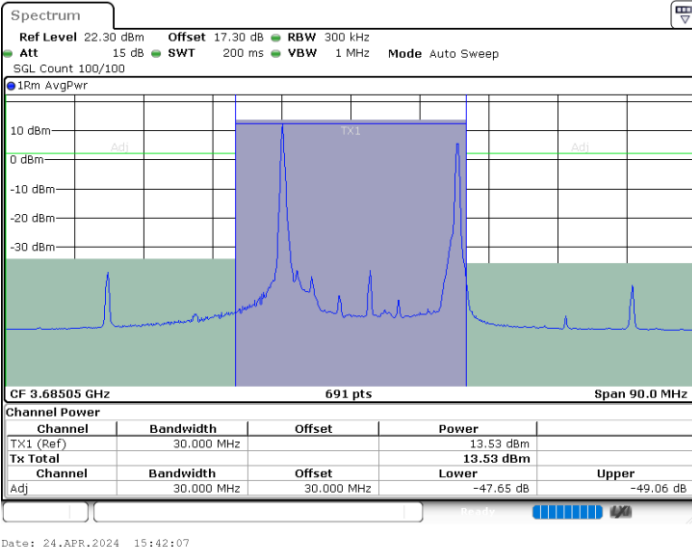 Spectrum
Ref Level 22.30 dBm Offset 17.30 dB RBW 300 kHz
Att 15 dB SWT 200 ms VBW 1 MHz Mode Auto Sweep
SGL Count 100/100
1Rm AvgPwr
TX1
10 dBm
Adj Adj
0 dBm
-10 dBm
-20 dBm
-30 dBm
CF 3.68505 GHz 691 pts Span 90.0 MHz
Channel Power
Channel Bandwidth Offset Power
TX1 (Ref) 30.000 MHz 13.53 dBm
Tx Total 13.53 dBm
Channel Bandwidth Offset Lower Upper
Adj 30.000 MHz 30.000 MHz -47.65 dB -49.06 dB
Ready
Date: 24.APR.2024 15:42:07